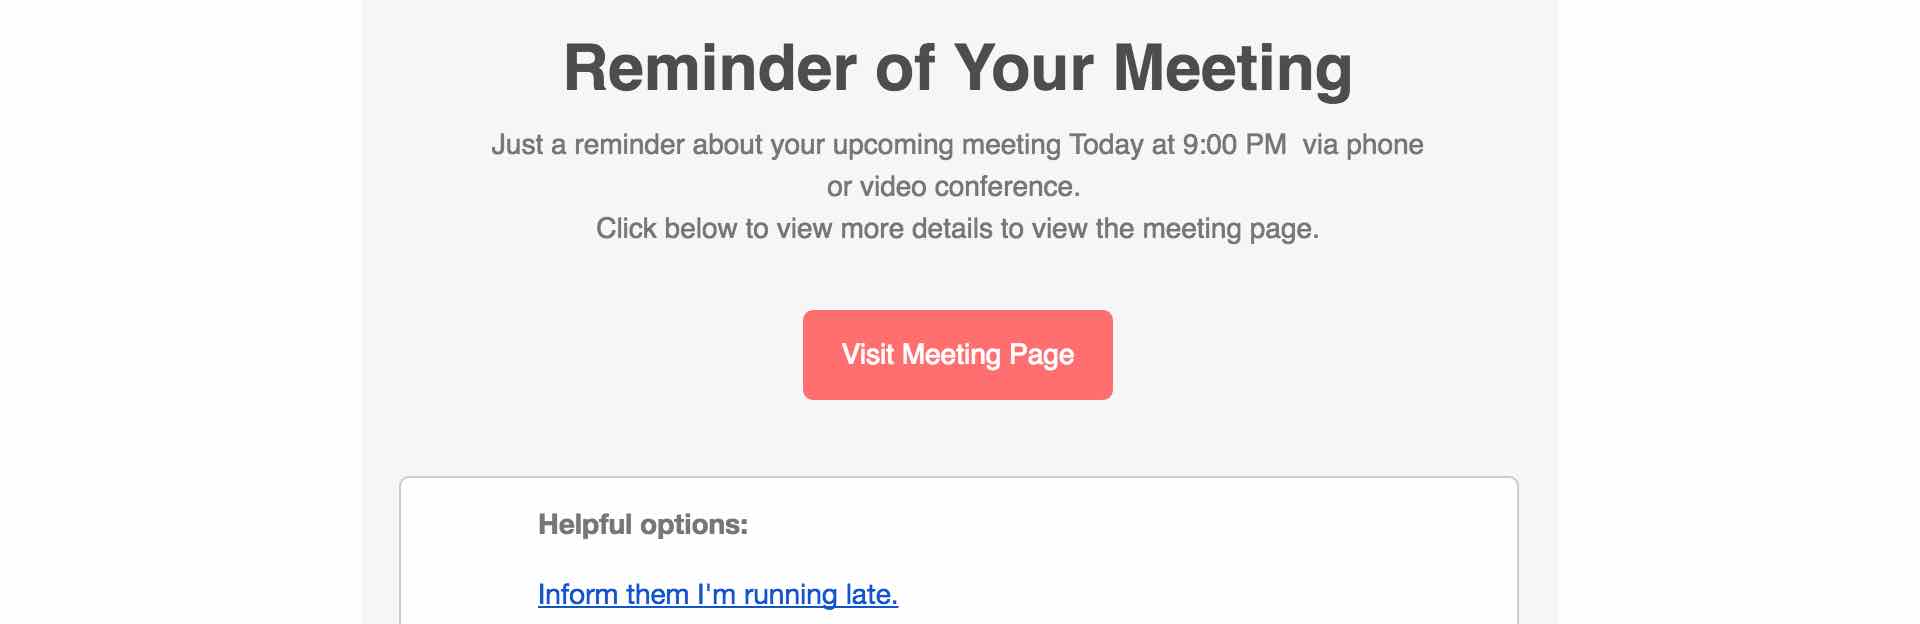 Reminder of Your Meeting
Just a reminder about your upcoming meeting Today at 9:00 PM  via phone
or video conference.
Click below to view more details to view the meeting page.
Visit Meeting Page
Helpful options:
Inform them I'm running late.